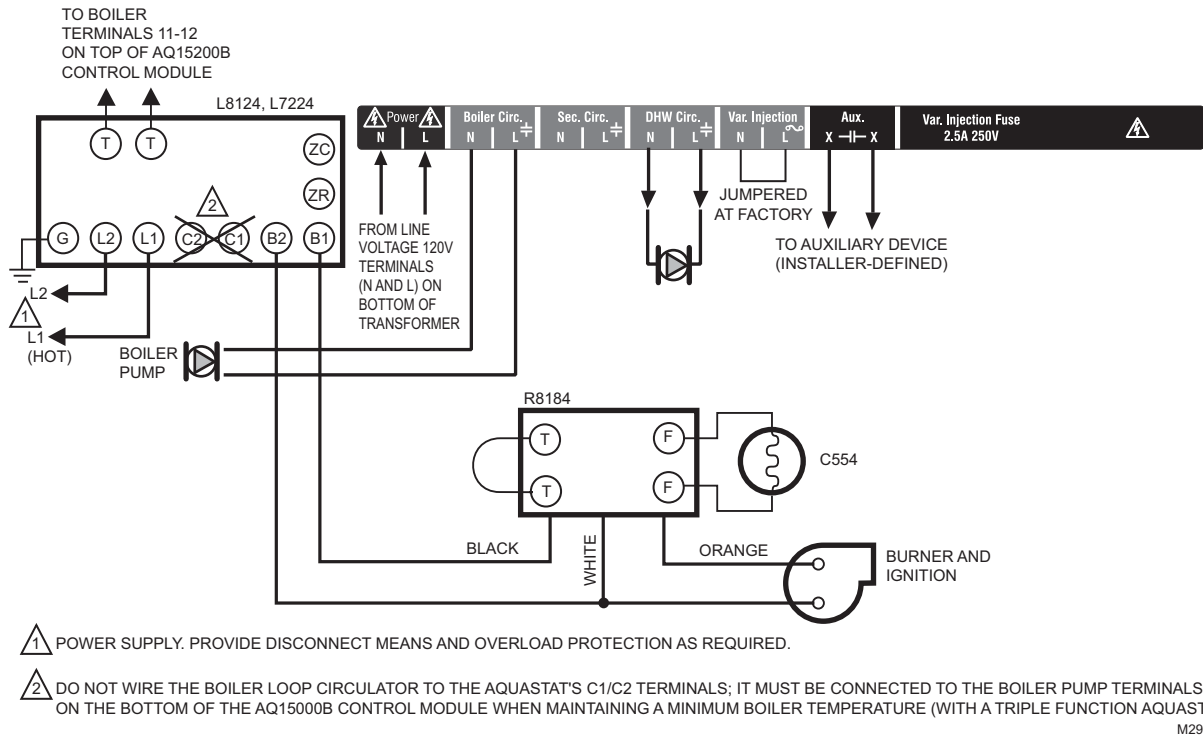 TO BOILER
TERMINALS 11-12
ON TOP OF AQ15200B
CONTROL MODULE
L8124, L7224
T T ZC
ZR
2
G L2 L1 C2 C1 B2 B1
L2
1
L1
(HOT)
Power
N L
Boiler Circ.
N L
Sec. Circ.
N L
DHW Circ.
N L
Var. Injection
N L
Aux.
X X
Var. Injection Fuse
2.5A 250V
FROM LINE
VOLTAGE 120V
TERMINALS
(N AND L) ON
BOTTOM OF
TRANSFORMER
JUMPERED
AT FACTORY
TO AUXILIARY DEVICE
(INSTALLER-DEFINED)
BOILER
PUMP
R8184
T F
T F
C554
BLACK
WHITE
ORANGE
BURNER AND
IGNITION
1 POWER SUPPLY. PROVIDE DISCONNECT MEANS AND OVERLOAD PROTECTION AS REQUIRED.
2 DO NOT WIRE THE BOILER LOOP CIRCULATOR TO THE AQUASTAT'S C1/C2 TERMINALS; IT MUST BE CONNECTED TO THE BOILER PUMP TERMINALS
ON THE BOTTOM OF THE AQ15000B CONTROL MODULE WHEN MAINTAINING A MINIMUM BOILER TEMPERATURE (WITH A TRIPLE FUNCTION AQUAST
M29